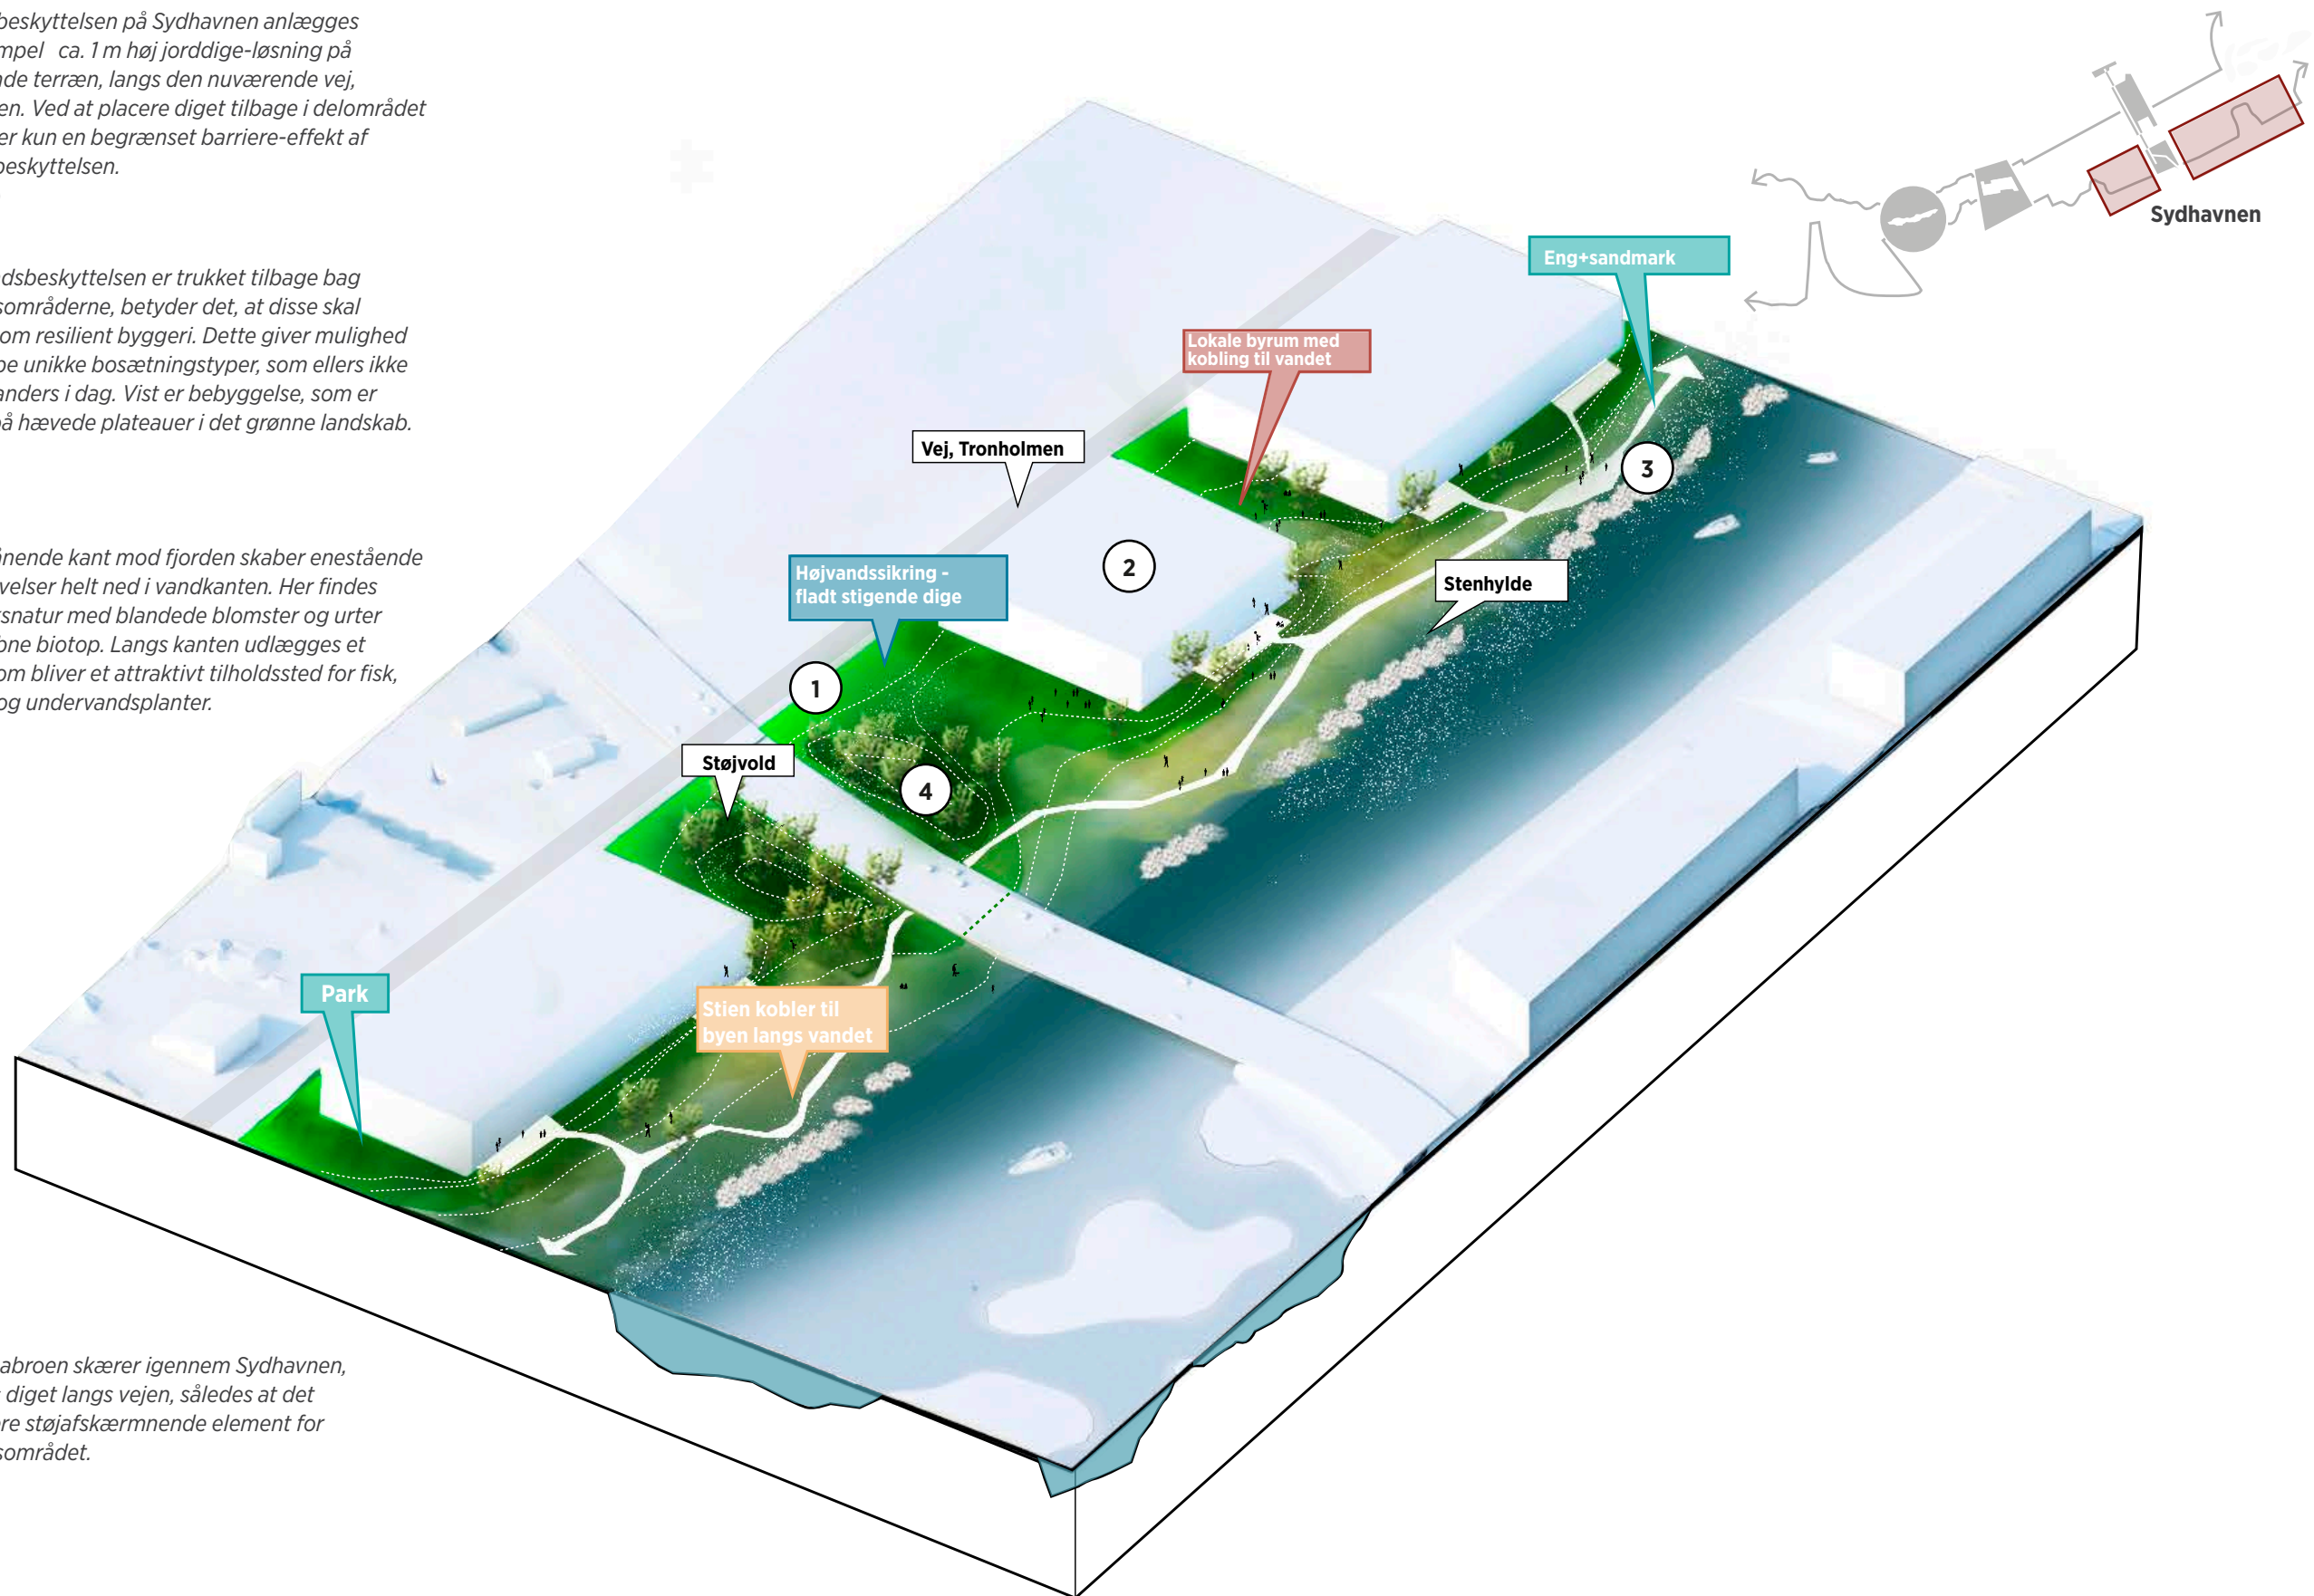 beskyttelsen på Sydhavnen anlægges
mpel ca. 1 m høj jorddige-løsning på
nde terræn, langs den nuværende vej,
en. Ved at placere diget tilbage i delområdet
er kun en begrænset barriere-effekt af
beskyttelsen.
ndsbeskyttelsen er trukket tilbage bag
sområderne, betyder det, at disse skal
om resilient byggeri. Dette giver mulighed
be unikke bosætningstyper, som ellers ikke
anders i dag. Vist er bebyggelse, som er
på hævede plateauer i det grønne landskab.
ånende kant mod fjorden skaber enestående
velser helt ned i vandkanten. Her findes
tsnatur med blandede blomster og urter
bne biotop. Langs kanten udlægges et
om bliver et attraktivt tilholdssted for fisk,
og undervandsplanter.
abroen skærer igennem Sydhavnen,
diget langs vejen, således at det
re støjafskærmnende element for
sområdet.
Sydhavnen
Eng+sandmark
Lokale byrum med
kobling til vandet
Vej, Tronholmen
3
2
Stenhylde
Højvandssikring -
fladt stigende dige
1
Støjvold
4
Park
Stien kobler til
byen langs vandet